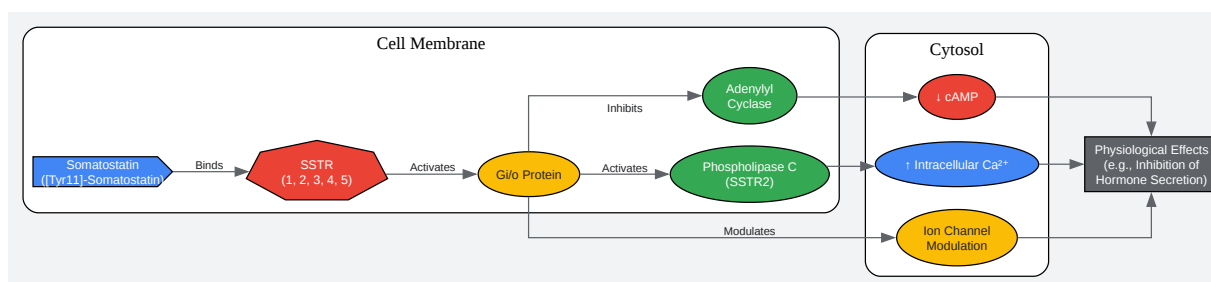 Cell Membrane
Cytosol
Adenylyl
Cyclase
↓ cAMP
Inhibits
Somatostatin
([Tyr11]-Somatostatin)
Binds
SSTR
(1, 2, 3, 4, 5)
Activates
Gi/o Protein
Activates
Phospholipase C
(SSTR2)
↑ Intracellular Ca²⁺
Physiological Effects
(e.g., Inhibition of
Hormone Secretion)
Modulates
Ion Channel
Modulation